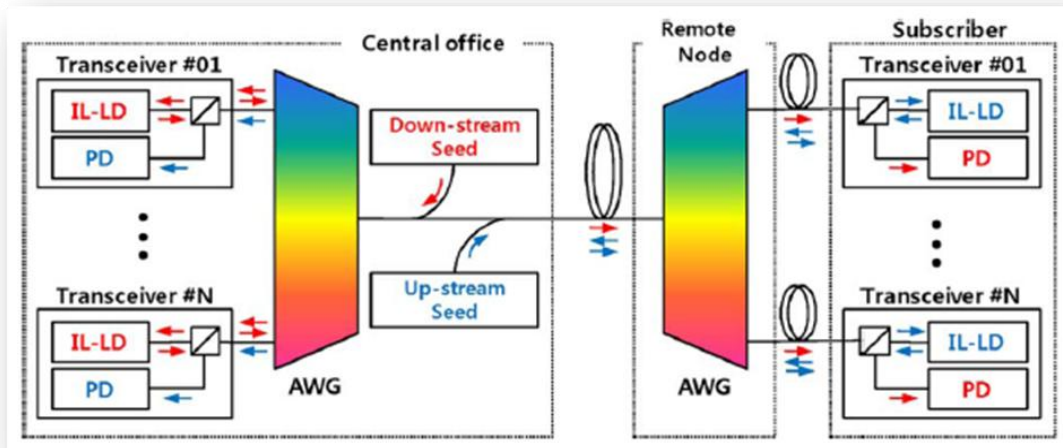 Central office
Transceiver #01
IL-LD
PD
Transceiver #N
IL-LD
PD
AWG
Down-stream
Seed
Up-stream
Seed
Remote
Node
AWG
Subscriber
Transceiver #01
IL-LD
PD
Transceiver #N
IL-LD
PD